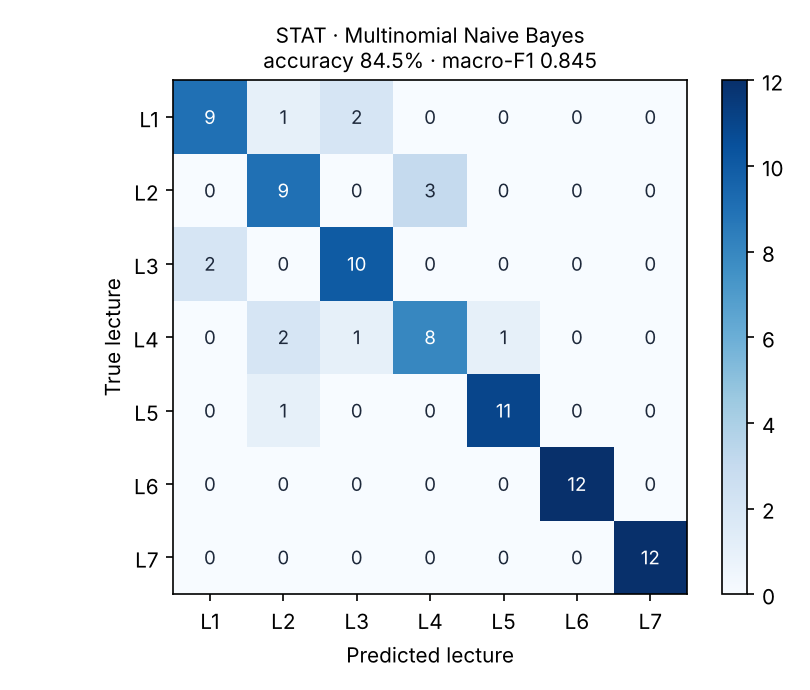 STAT · Multinomial Naive Bayes
accuracy 84.5% · macro-F1 0.845
L1 9 1 2 0 0 0 0
L2 0 9 0 3 0 0 0
L3 2 0 10 0 0 0 0
L4 0 2 1 8 1 0 0
L5 0 1 0 0 11 0 0
L6 0 0 0 0 0 12 0
L7 0 0 0 0 0 0 12
L1 L2 L3 L4 L5 L6 L7
Predicted lecture
True lecture
12
10
8
6
4
2
0